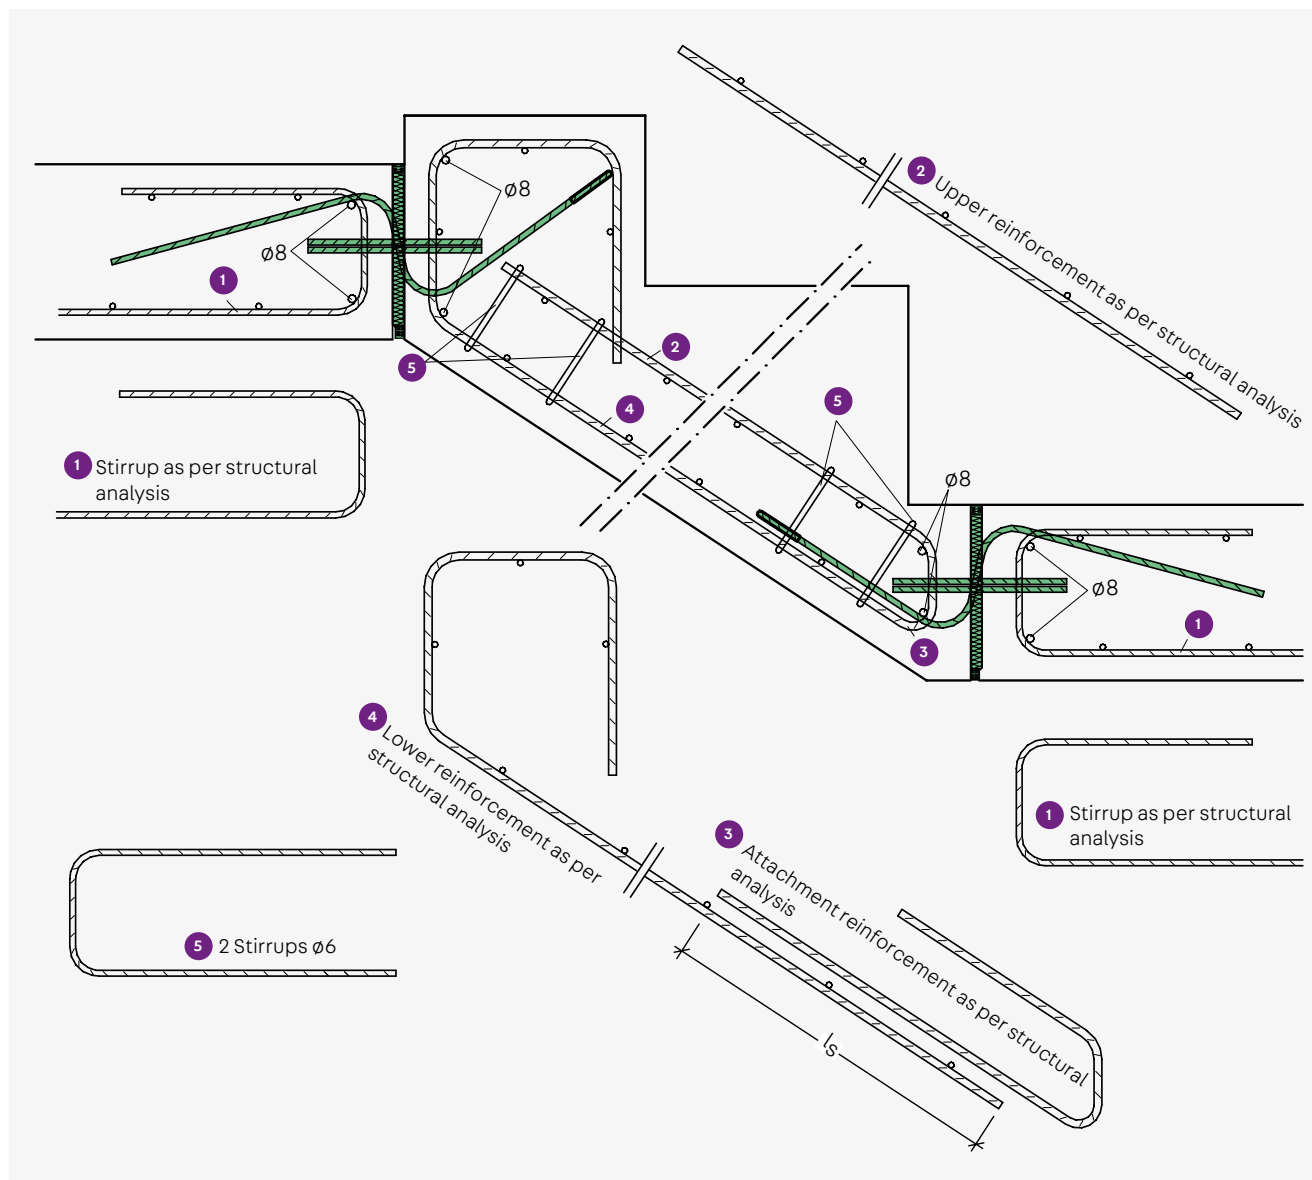 2 Upper reinforcement as per structural analysis
ø8
ø8
1
2
5
4
5
ø8
1 Stirrup as per structural
analysis
ø8
1
3
4 Lower reinforcement as per
structural analysis
1 Stirrup as per structural
analysis
3 Attachment reinforcement as per structural
analysis
5 2 Stirrups ø6
ls